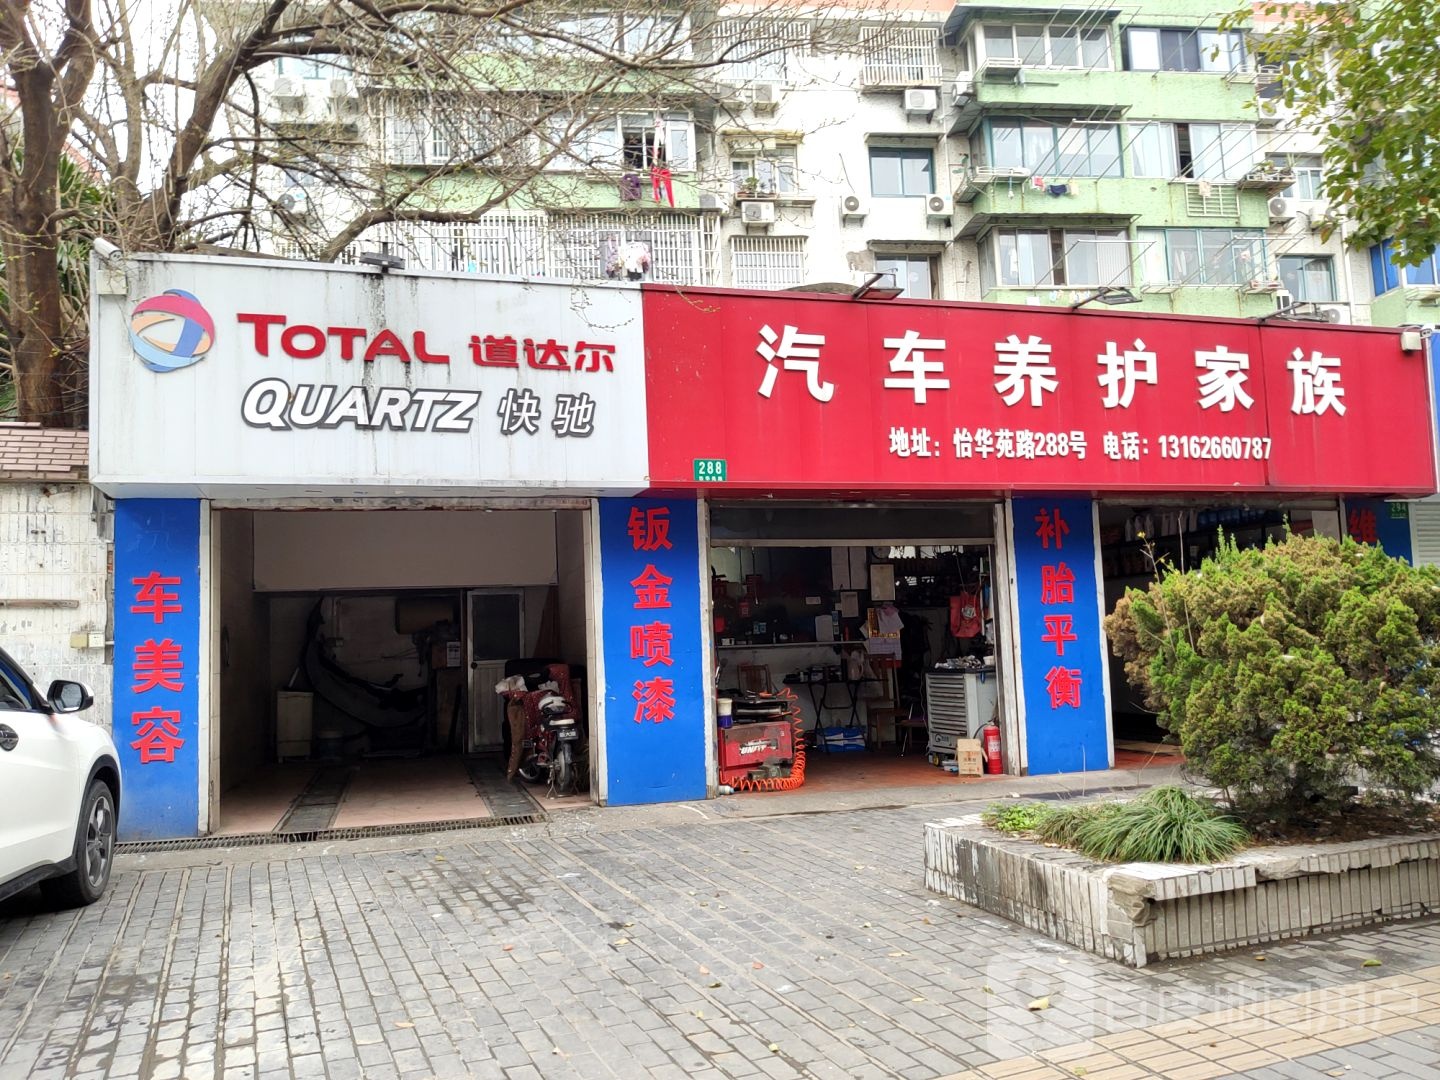 TOTAL 道达尔
QUARTZ 快驰
汽车养护家族
地址：怡华苑路288号 电话：13162660787
288
294
车美容
钣金喷漆
补胎平衡
维